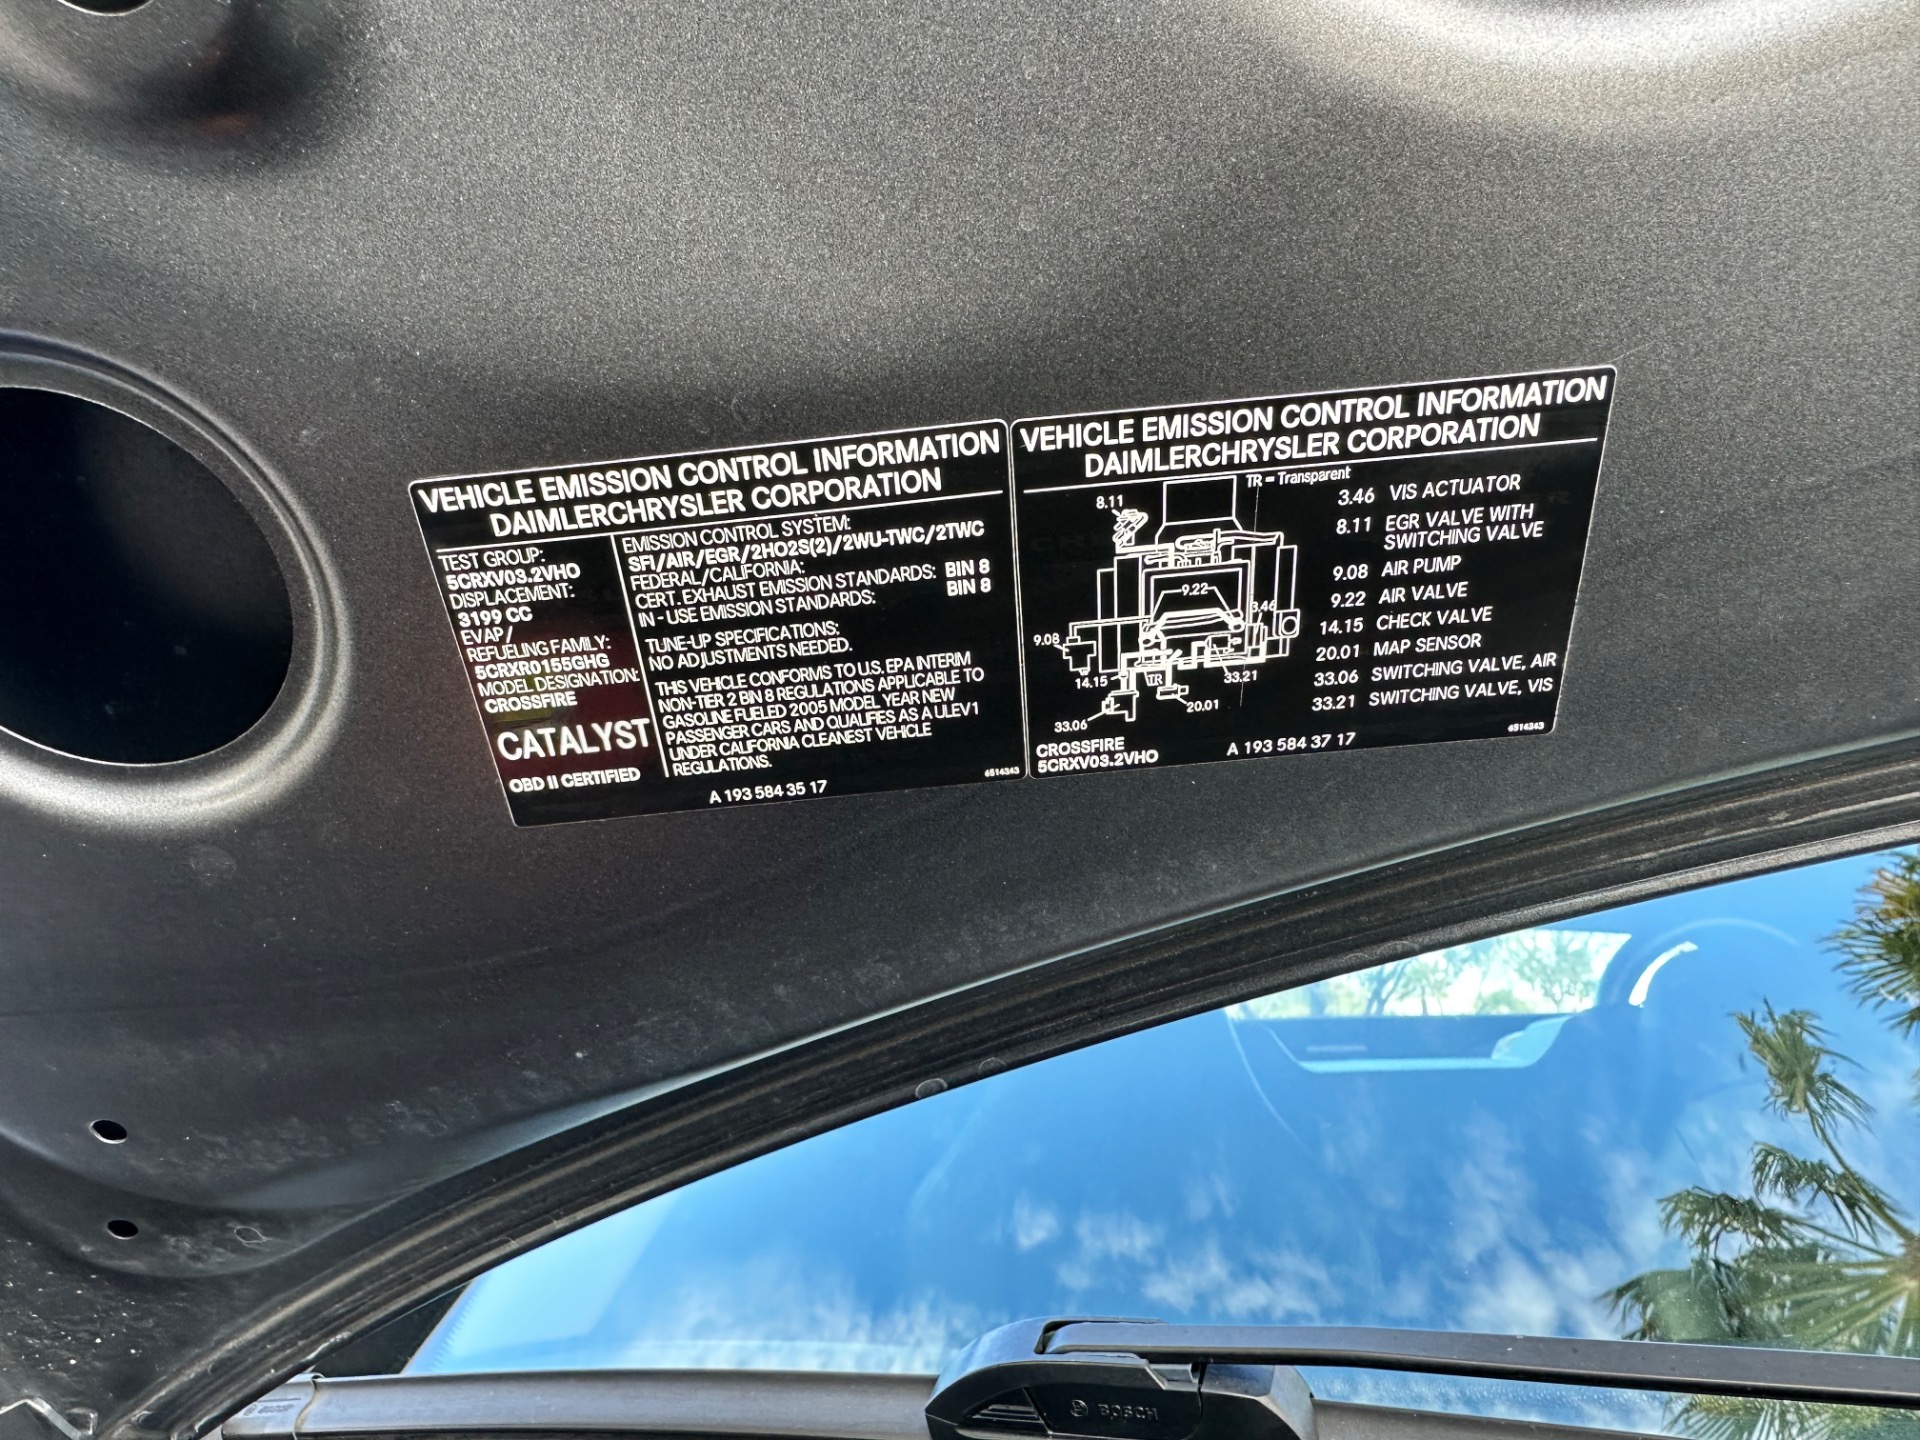 VEHICLE EMISSION CONTROL INFORMATION
DAIMLERCHRYSLER CORPORATION
TEST GROUP:
5CRXV03.2VHO
DISPLACEMENT:
3199 CC
EVAP/
REFUELING FAMILY:
5CRXR0155GHG
MODEL DESIGNATION:
CROSSFIRE
CATALYST
OBD II CERTIFIED
EMISSION CONTROL SYSTEM:
SFI/AIR/EGR/2HO2S(2)/2WU-TWC/2TWC
FEDERAL/CALIFORNIA:
CERT. EXHAUST EMISSION STANDARDS: BIN 8
IN-USE EMISSION STANDARDS: BIN 8
TUNE-UP SPECIFICATIONS:
NO ADJUSTMENTS NEEDED.
THIS VEHICLE CONFORMS TO U.S. EPA INTERIM
NON-TIER 2 BIN 8 REGULATIONS APPLICABLE TO
GASOLINE FUELED 2005 MODEL YEAR NEW
PASSENGER CARS AND QUALIFIES AS A ULEV1
UNDER CALIFORNIA CLEANEST VEHICLE
REGULATIONS.
A 193 584 35 17
6514343
VEHICLE EMISSION CONTROL INFORMATION
DAIMLERCHRYSLER CORPORATION
TR = Transparent
8.11
9.22
3.46
9.08
14.15
TR
33.21
20.01
33.06
3.46 VIS ACTUATOR
8.11 EGR VALVE WITH
SWITCHING VALVE
9.08 AIR PUMP
9.22 AIR VALVE
14.15 CHECK VALVE
20.01 MAP SENSOR
33.06 SWITCHING VALVE, AIR
33.21 SWITCHING VALVE, VIS
CROSSFIRE
5CRXV03.2VHO
A 193 584 37 17
6514343
BOSCH